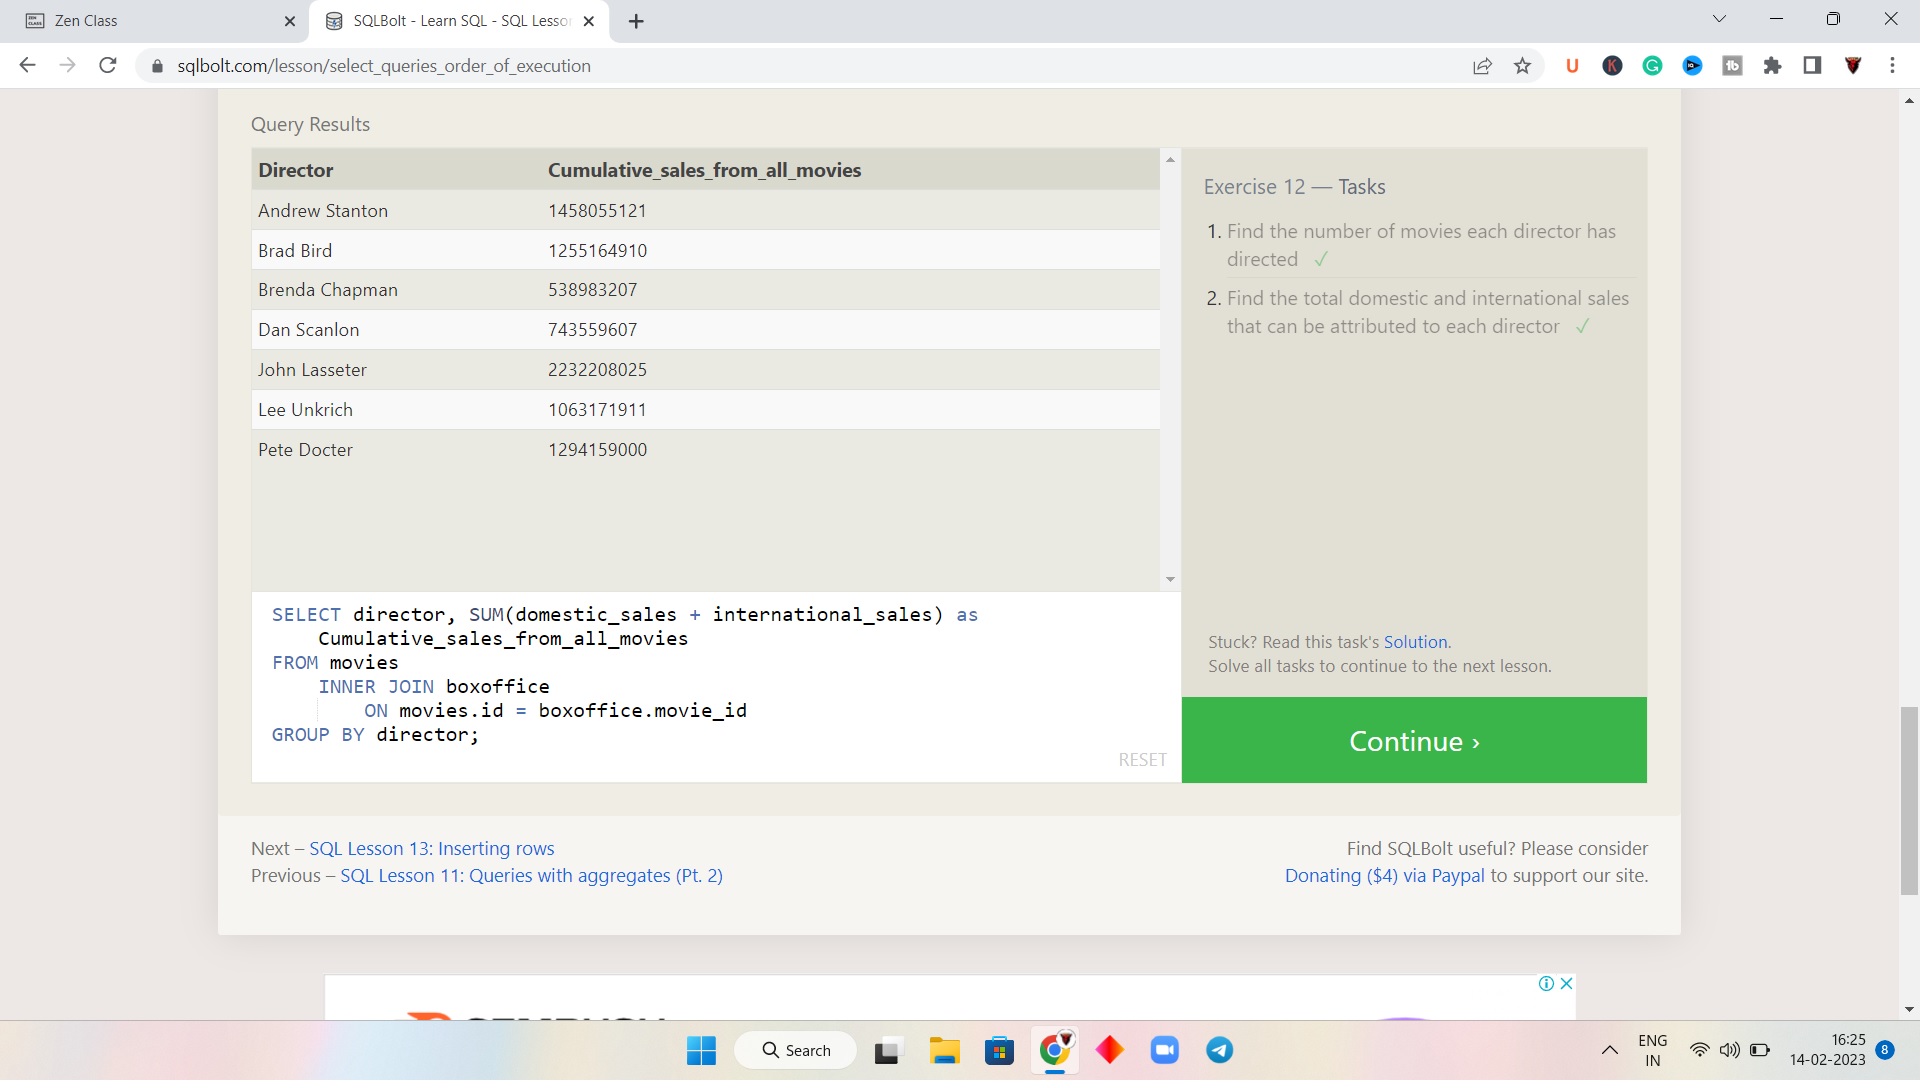 Zen Class
SQLBolt - Learn SQL - SQL Lesso
sqlbolt.com/lesson/select_queries_order_of_execution
Query Results
Director Cumulative_sales_from_all_movies
Andrew Stanton 1458055121
Brad Bird 1255164910
Brenda Chapman 538983207
Dan Scanlon 743559607
John Lasseter 2232208025
Lee Unkrich 1063171911
Pete Docter 1294159000
Exercise 12 — Tasks
1. Find the number of movies each director has
directed ✓
2. Find the total domestic and international sales
that can be attributed to each director ✓
SELECT director, SUM(domestic_sales + international_sales) as
Cumulative_sales_from_all_movies
FROM movies
INNER JOIN boxoffice
ON movies.id = boxoffice.movie_id
GROUP BY director;
RESET
Stuck? Read this task's Solution.
Solve all tasks to continue to the next lesson.
Continue ›
Next – SQL Lesson 13: Inserting rows
Previous – SQL Lesson 11: Queries with aggregates (Pt. 2)
Find SQLBolt useful? Please consider
Donating ($4) via Paypal to support our site.
Search
ENG
IN
16:25
14-02-2023
8